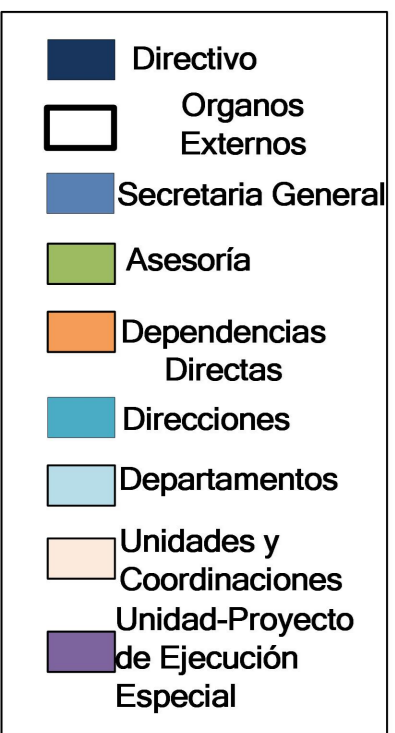 Directivo
Organos
Externos
Secretaria General
Asesoría
Dependencias
Directas
Direcciones
Departamentos
Unidades y
Coordinaciones
Unidad-Proyecto
de Ejecución
Especial